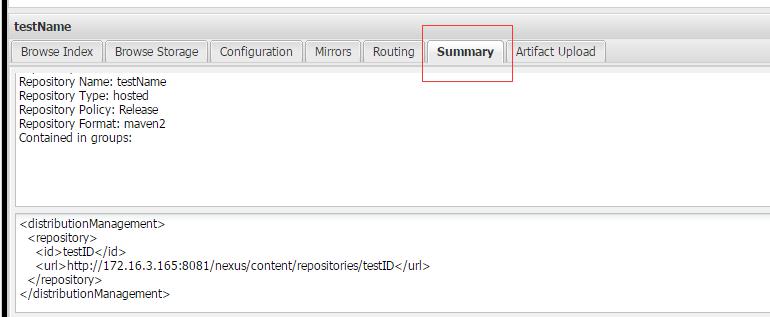 testName
Browse Index Browse Storage Configuration Mirrors Routing Summary Artifact Upload
Repository Name: testName
Repository Type: hosted
Repository Policy: Release
Repository Format: maven2
Contained in groups:
<distributionManagement>
<repository>
<id>testID</id>
<url>http://172.16.3.165:8081/nexus/content/repositories/testID</url>
</repository>
</distributionManagement>